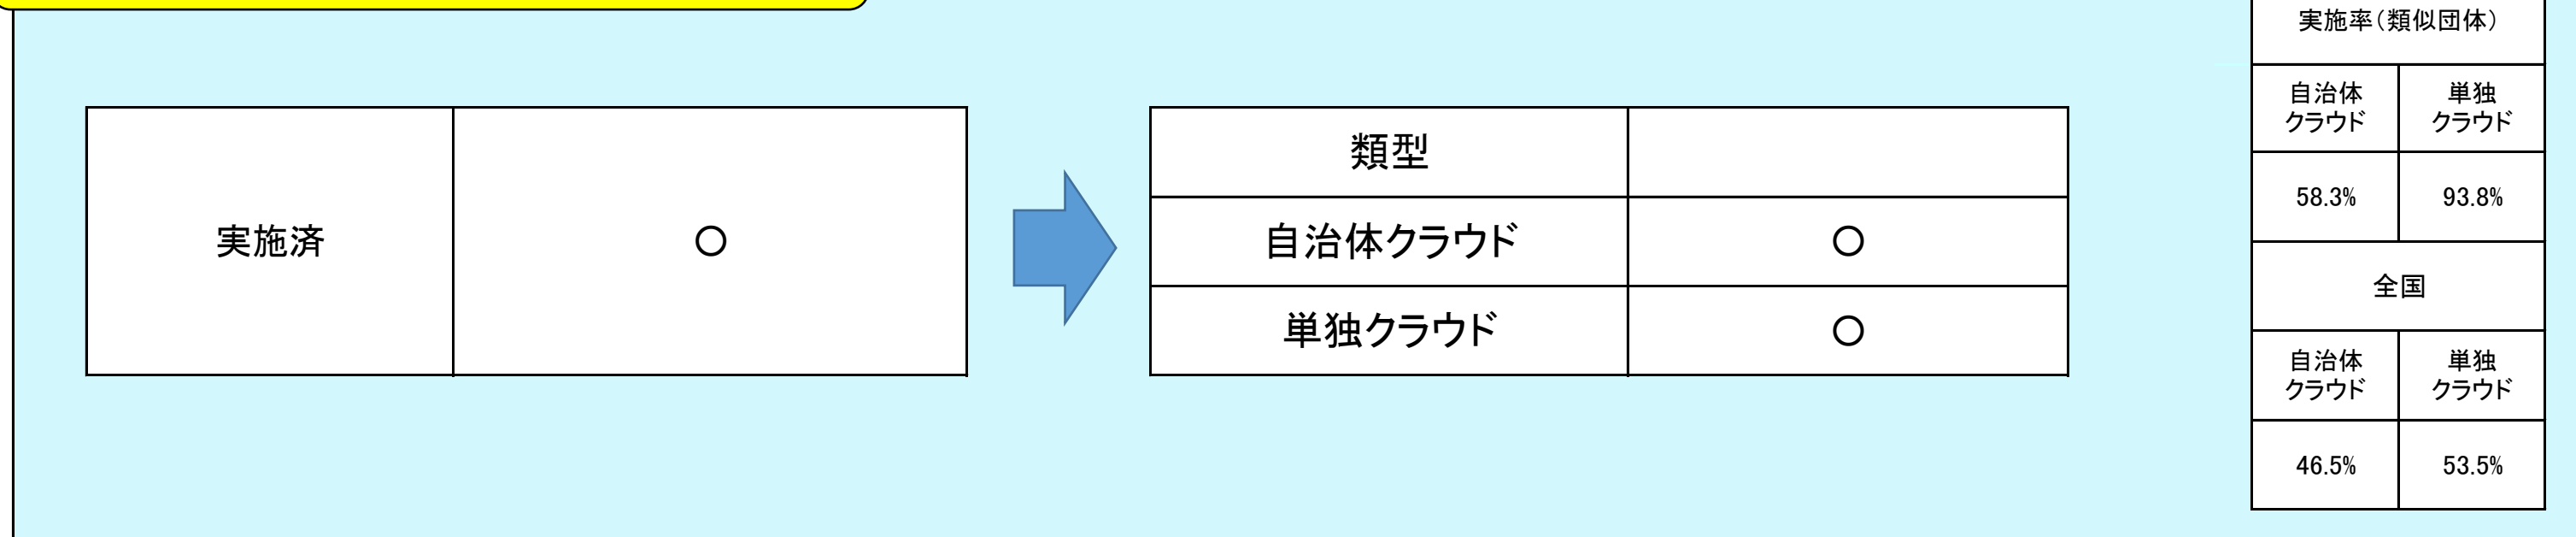 実施済 ○
類型
自治体クラウド ○
単独クラウド ○
実施率(類似団体)
自治体 単独
クラウド クラウド
58.3% 93.8%
全国
自治体 単独
クラウド クラウド
46.5% 53.5%